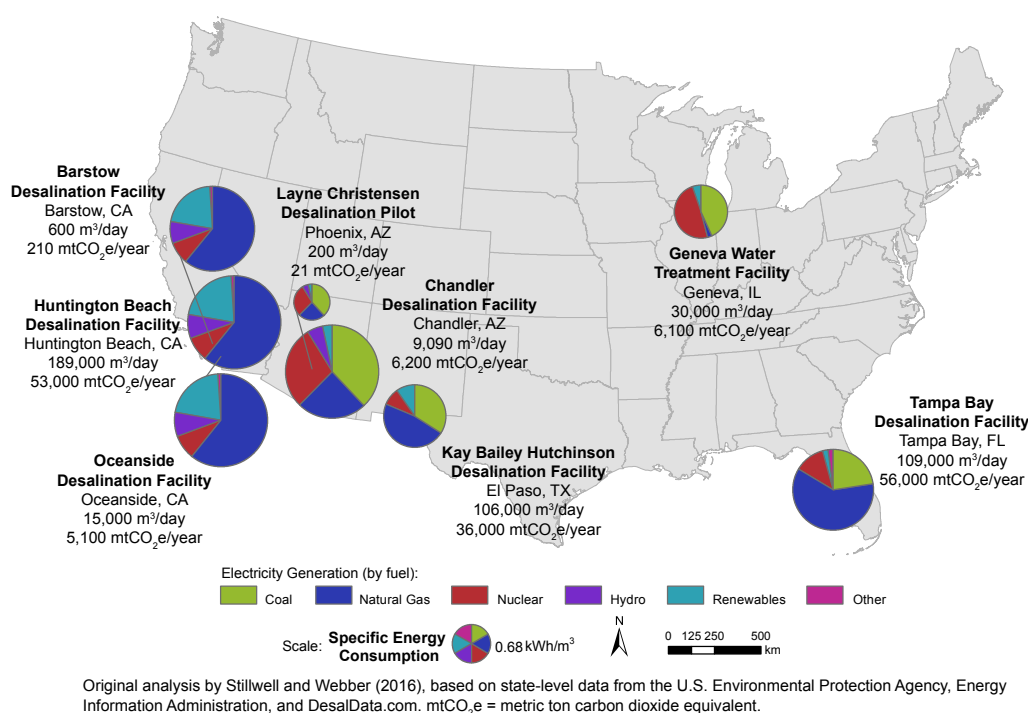 Barstow
Desalination Facility
Barstow, CA
600 m³/day
210 mtCO₂e/year
Layne Christensen
Desalination Pilot
Phoenix, AZ
200 m³/day
21 mtCO₂e/year
Huntington Beach
Desalination Facility
Huntington Beach, CA
189,000 m³/day
53,000 mtCO₂e/year
Chandler
Desalination Facility
Chandler, AZ
9,090 m³/day
6,200 mtCO₂e/year
Geneva Water
Treatment Facility
Geneva, IL
30,000 m³/day
6,100 mtCO₂e/year
Oceanside
Desalination Facility
Oceanside, CA
15,000 m³/day
5,100 mtCO₂e/year
Kay Bailey Hutchinson
Desalination Facility
El Paso, TX
106,000 m³/day
36,000 mtCO₂e/year
Tampa Bay
Desalination Facility
Tampa Bay, FL
109,000 m³/day
56,000 mtCO₂e/year
Electricity Generation (by fuel):
Coal Natural Gas Nuclear Hydro Renewables Other
Scale: Specific Energy Consumption 0.68 kWh/m³
N
0 125 250 500
km
Original analysis by Stillwell and Webber (2016), based on state-level data from the U.S. Environmental Protection Agency, Energy
Information Administration, and DesalData.com. mtCO₂e = metric ton carbon dioxide equivalent.